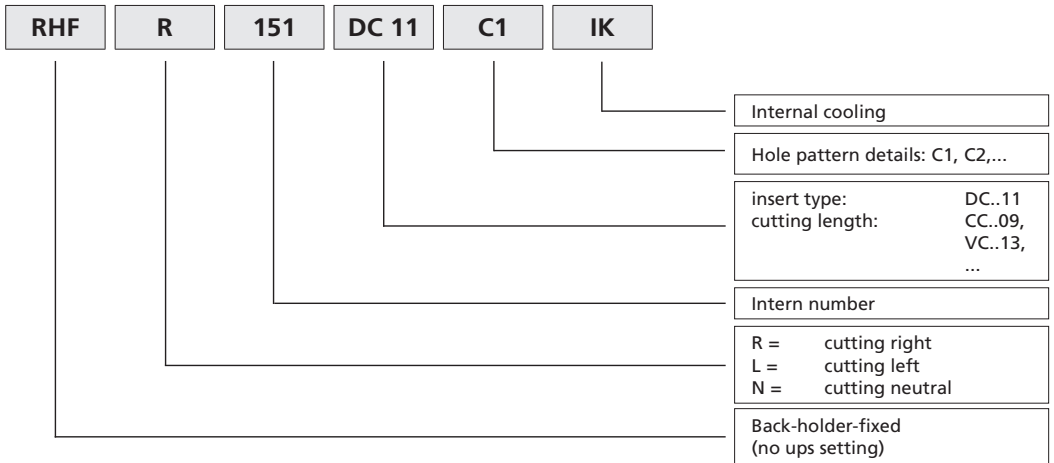 RHF R 151 DC 11 C1 IK
Internal cooling
Hole pattern details: C1, C2,...
insert type: DC..11
cutting length: CC..09,
VC..13,
...
Intern number
R = cutting right
L = cutting left
N = cutting neutral
Back-holder-fixed
(no ups setting)